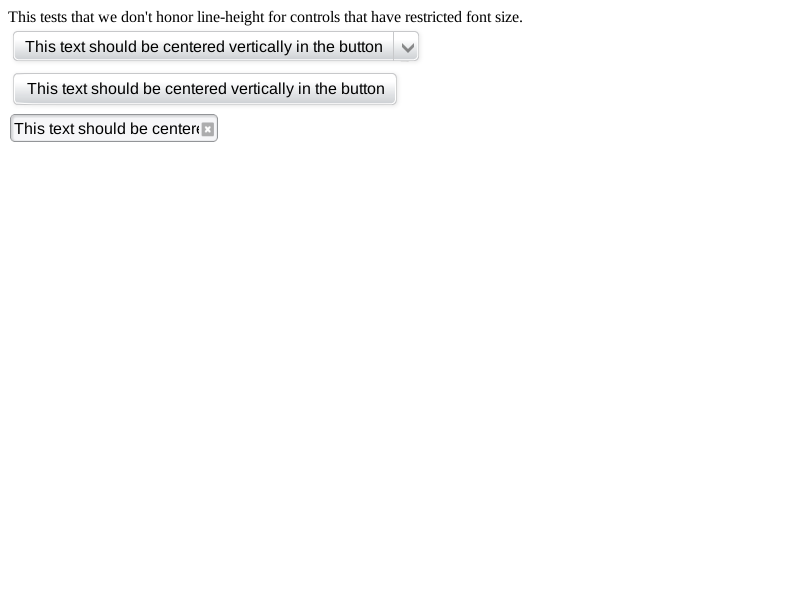 This tests that we don't honor line-height for controls that have restricted font size.
This text should be centered vertically in the button
This text should be centered vertically in the button
This text should be center